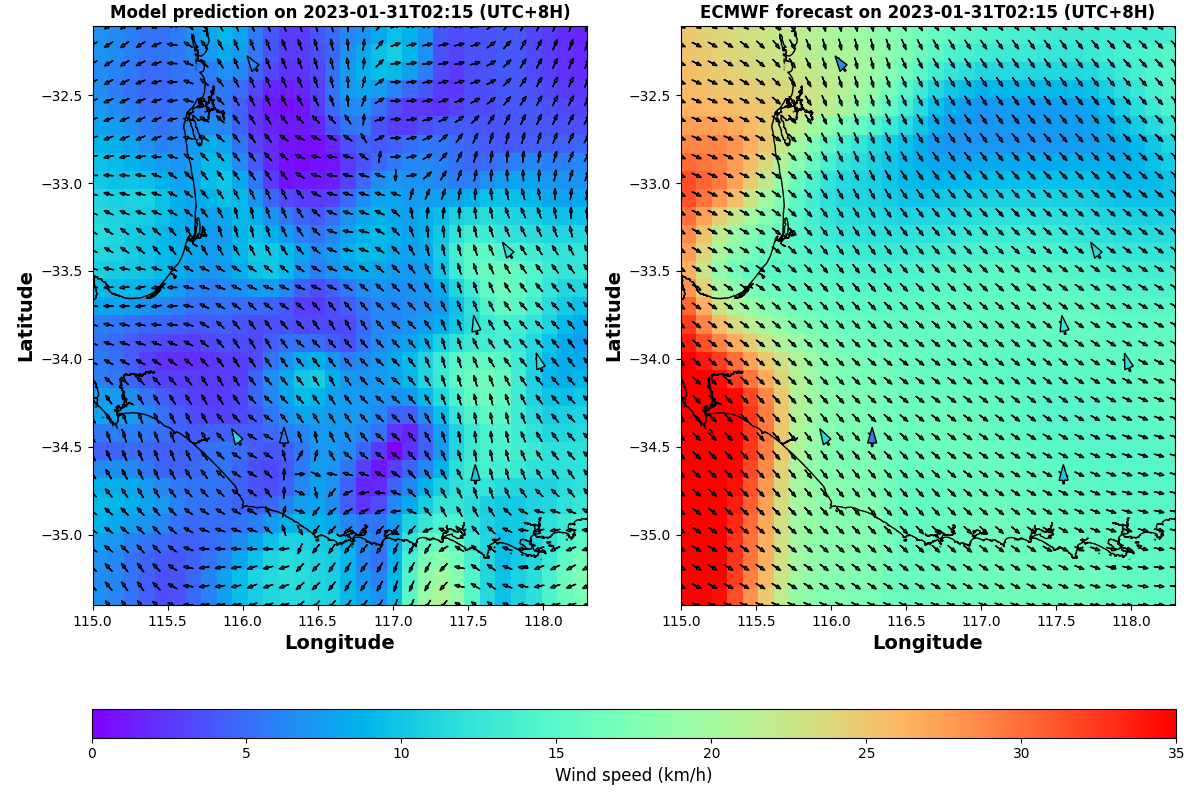 Model prediction on 2023-01-31T02:15 (UTC+8H)
ECMWF forecast on 2023-01-31T02:15 (UTC+8H)
Latitude
−32.5
−33.0
−33.5
−34.0
−34.5
−35.0
Latitude
−32.5
−33.0
−33.5
−34.0
−34.5
−35.0
115.0 115.5 116.0 116.5 117.0 117.5 118.0
115.0 115.5 116.0 116.5 117.0 117.5 118.0
Longitude
Longitude
0 5 10 15 20 25 30 35
Wind speed (km/h)